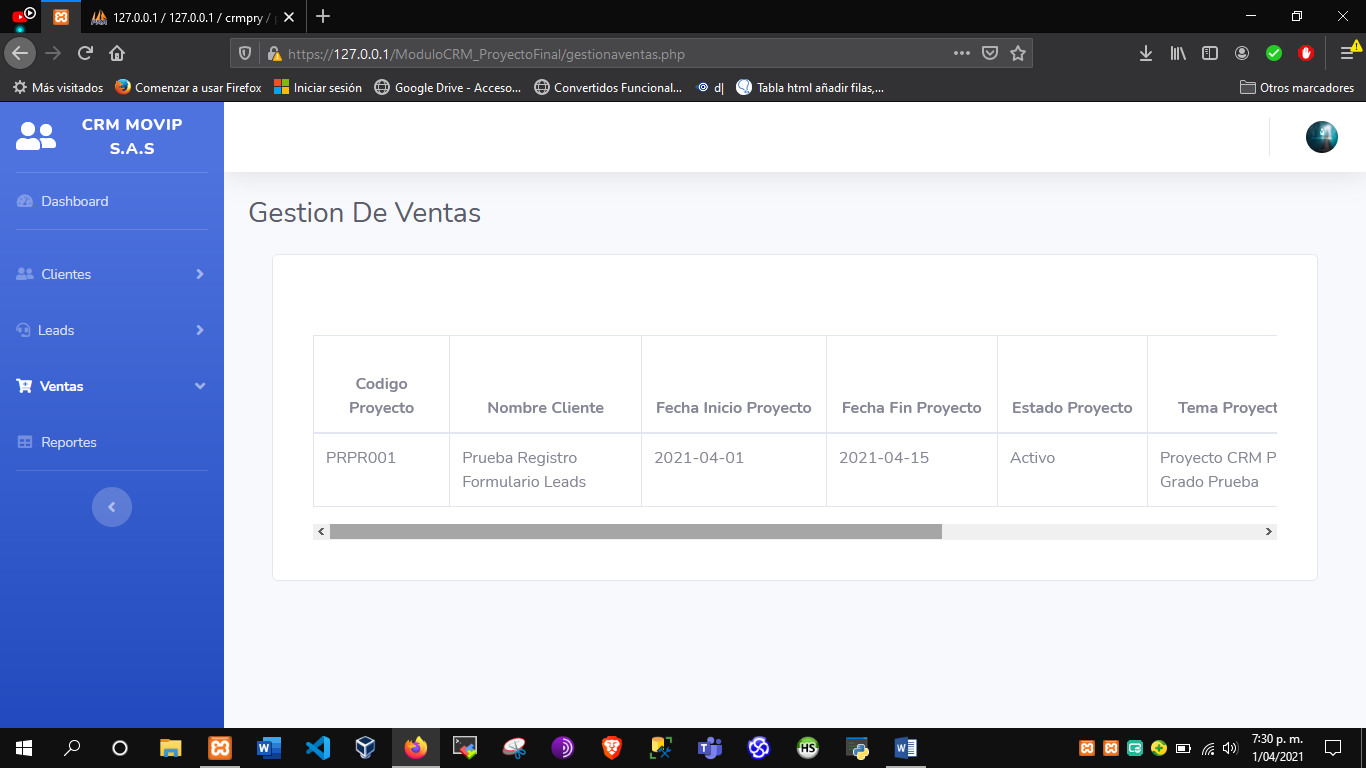 127.0.0.1 / 127.0.0.1 / crmpry /
https://127.0.0.1/ModuloCRM_ProyectoFinal/gestionaventas.php
Más visitados
Comenzar a usar Firefox
Iniciar sesión
Google Drive - Acceso...
Convertidos Funcional...
d|
Tabla html añadir filas,...
Otros marcadores
CRM MOVIP
S.A.S
Dashboard
Clientes
Leads
Ventas
Reportes
Gestion De Ventas
Codigo
Proyecto
Nombre Cliente
Fecha Inicio Proyecto
Fecha Fin Proyecto
Estado Proyecto
Tema Proyect
PRPR001
Prueba Registro
Formulario Leads
2021-04-01
2021-04-15
Activo
Proyecto CRM P
Grado Prueba
HS
7:30 p. m.
1/04/2021